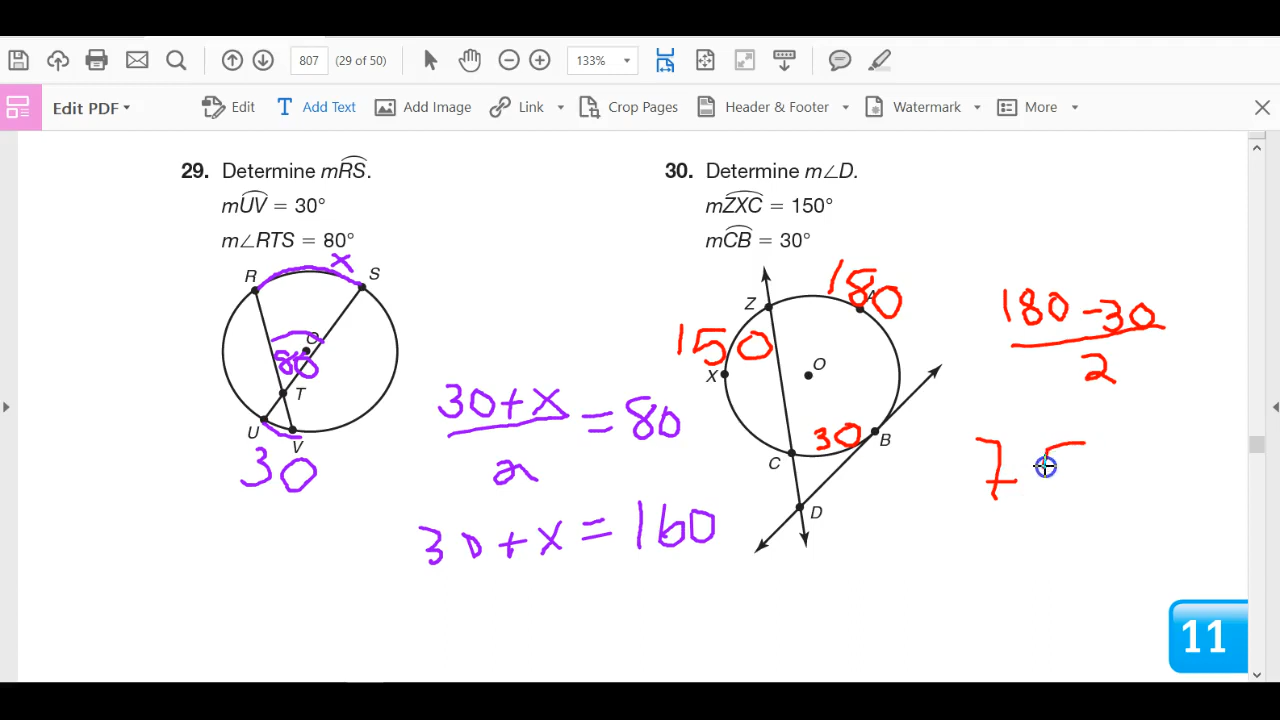 807 (29 of 50) 133%
Edit PDF Edit Add Text Add Image Link Crop Pages Header & Footer Watermark More
29. Determine mRS.
mUV = 30°
m∠RTS = 80°
x
R S
O
80
T
U V
30
30+x/2 = 80
30+x = 160
30. Determine m∠D.
mZXC = 150°
mCB = 30°
180
Z A
150
O
X
30
B
C
D
180-30/2
75
11